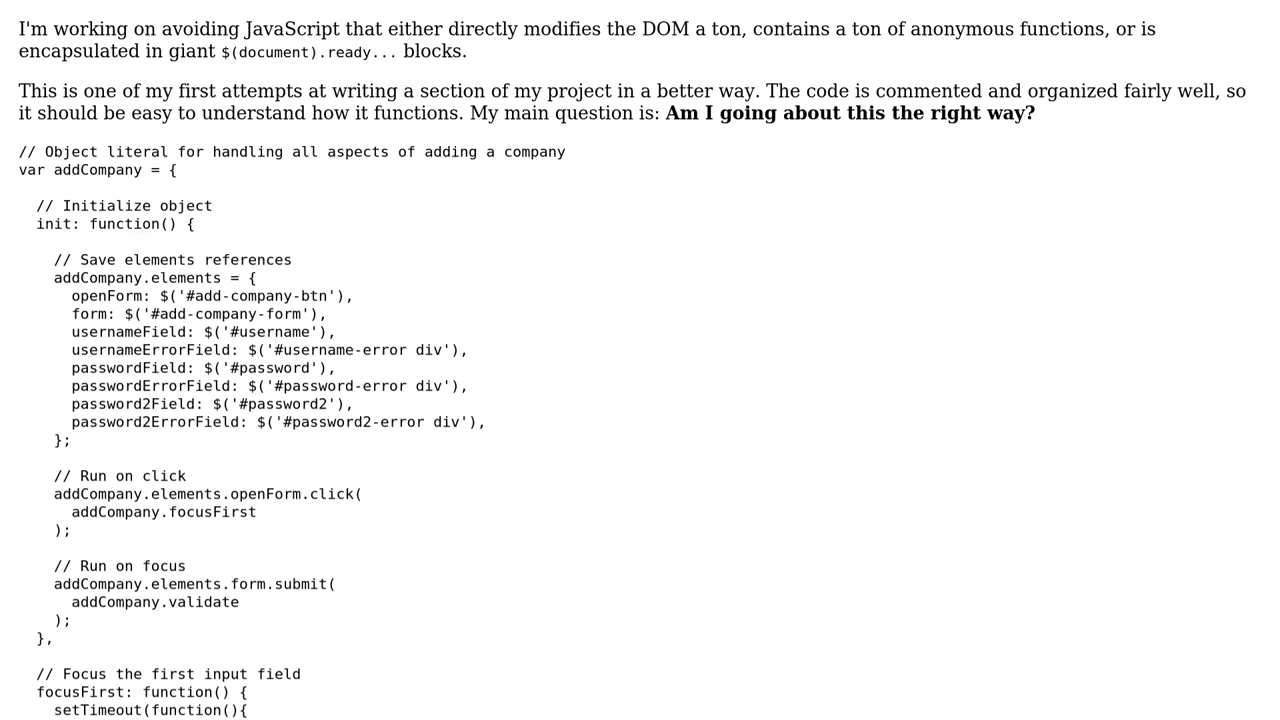 I'm working on avoiding JavaScript that either directly modifies the DOM a ton, contains a ton of anonymous functions, or is
encapsulated in giant $(document).ready... blocks.
This is one of my first attempts at writing a section of my project in a better way. The code is commented and organized fairly well, so
it should be easy to understand how it functions. My main question is: Am I going about this the right way?
// Object literal for handling all aspects of adding a company
var addCompany = {
  // Initialize object
  init: function() {
    // Save elements references
    addCompany.elements = {
      openForm: $('#add-company-btn'),
      form: $('#add-company-form'),
      usernameField: $('#username'),
      usernameErrorField: $('#username-error div'),
      passwordField: $('#password'),
      passwordErrorField: $('#password-error div'),
      password2Field: $('#password2'),
      password2ErrorField: $('#password2-error div'),
    };
    // Run on click
    addCompany.elements.openForm.click(
      addCompany.focusFirst
    );
    // Run on focus
    addCompany.elements.form.submit(
      addCompany.validate
    );
  },
  // Focus the first input field
  focusFirst: function() {
    setTimeout(function(){